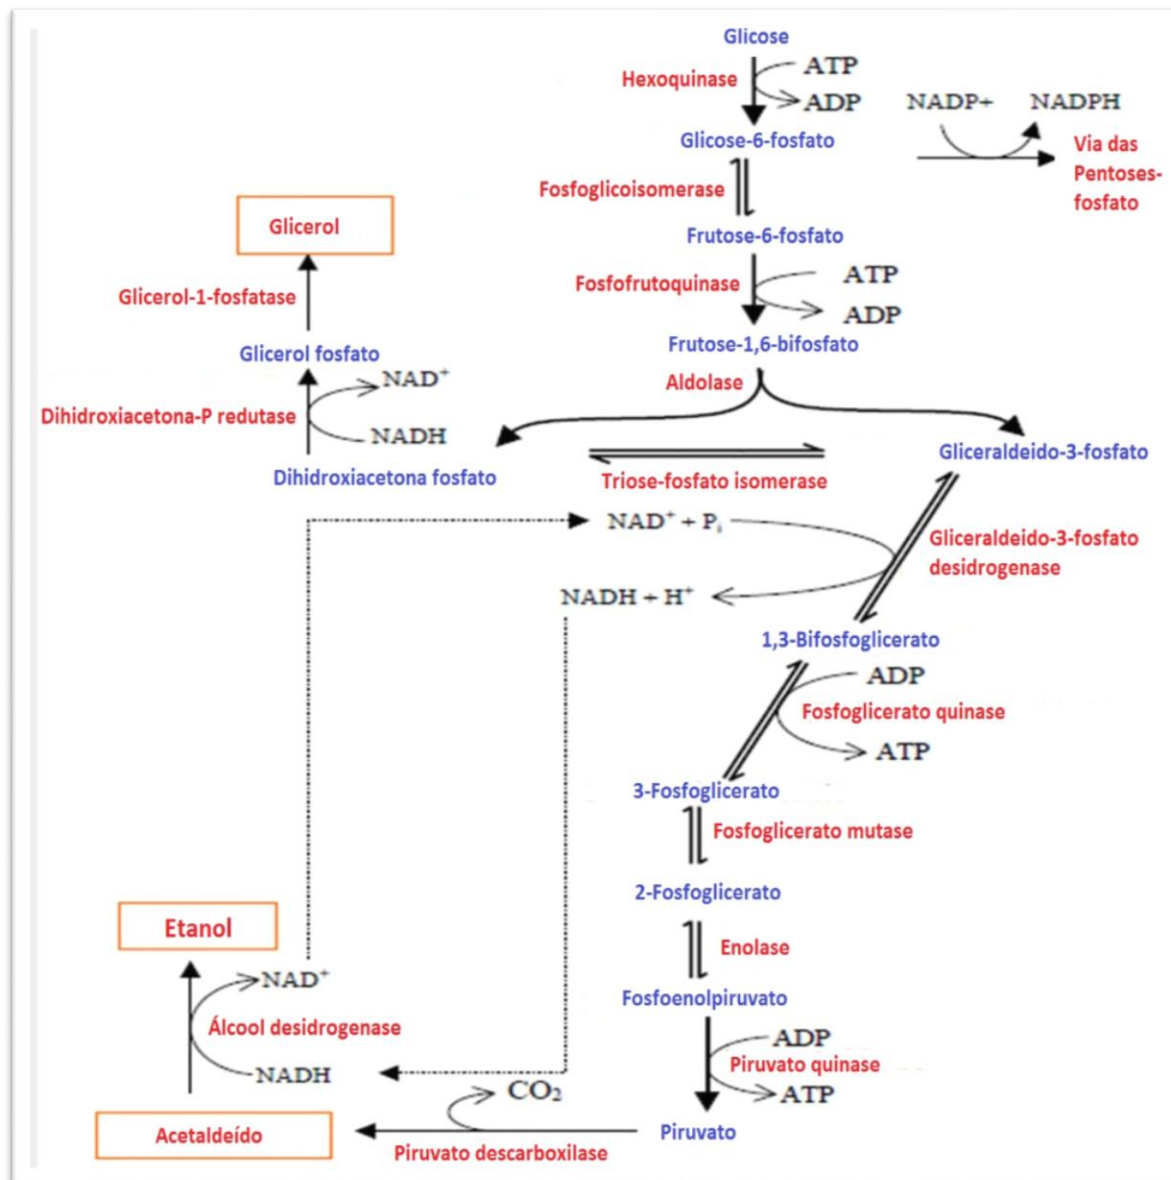 Glicose
Hexoquinase
ATP
ADP
NADP+
NADPH
Glicose-6-fosfato
Via das
Pentoses-
fosfato
Fosfoglicoisomerase
Glicerol
Frutose-6-fosfato
Fosfofrutoquinase
ATP
ADP
Glicerol-1-fosfatase
Glicerol fosfato
Frutose-1,6-bifosfato
Aldolase
NAD⁺
Dihidroxiacetona-P redutase
NADH
Dihidroxiacetona fosfato
Triose-fosfato isomerase
Gliceraldeido-3-fosfato
NAD⁺ + Pᵢ
Gliceraldeido-3-fosfato
desidrogenase
NADH + H⁺
1,3-Bifosfoglicerato
ADP
Fosfoglicerato quinase
ATP
3-Fosfoglicerato
Fosfoglicerato mutase
2-Fosfoglicerato
Etanol
Enolase
NAD⁺
Fosfoenolpiruvato
Álcool desidrogenase
ADP
Piruvato quinase
NADH
CO₂
ATP
Acetaldeído
Piruvato descarboxilase
Piruvato